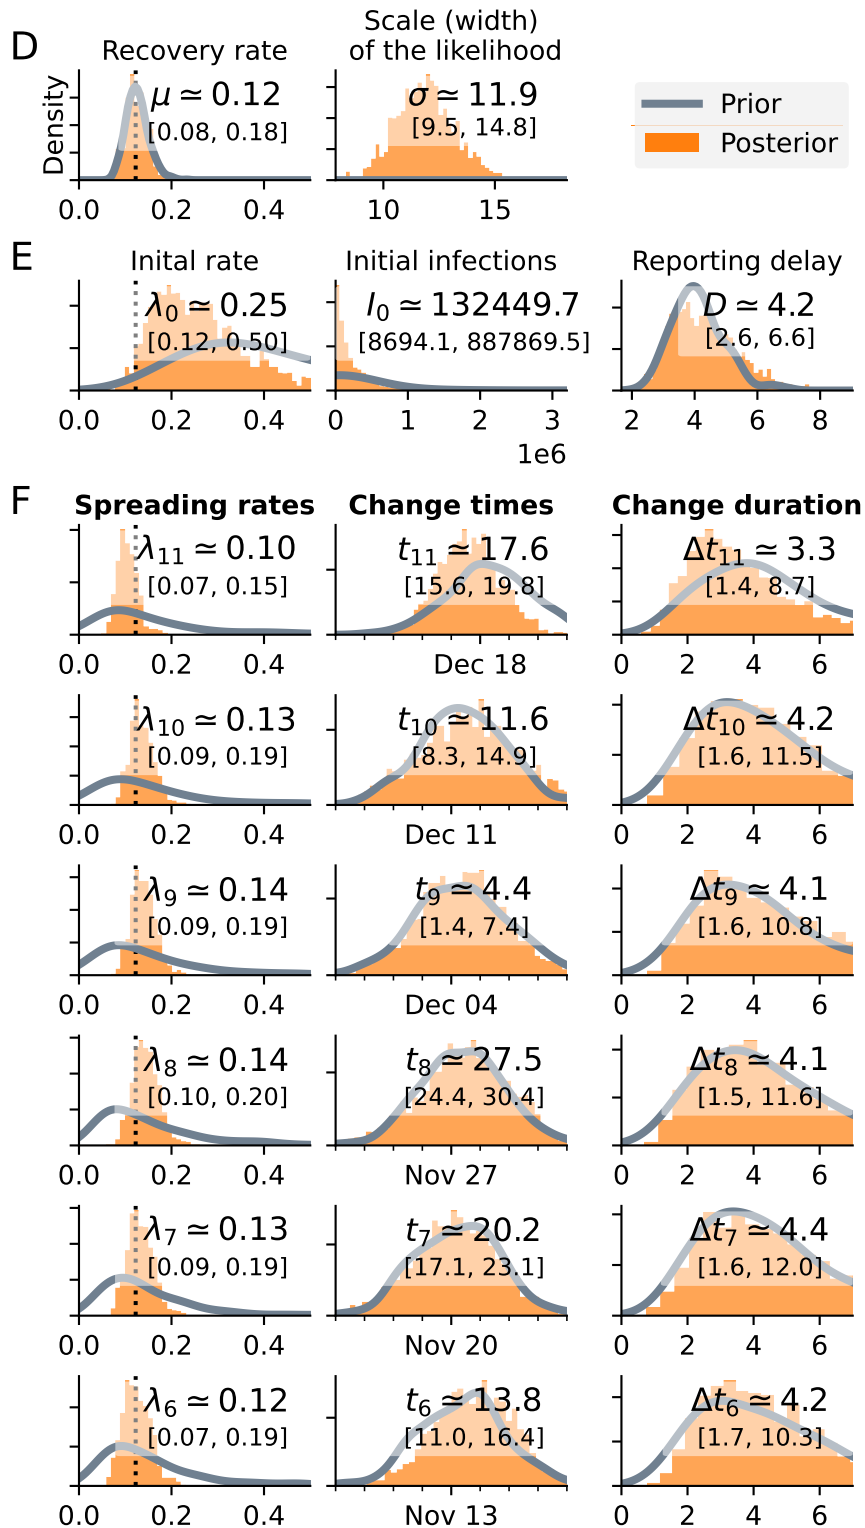 D
Recovery rate
Scale (width)
of the likelihood
Density
μ ≃ 0.12
[0.08, 0.18]
0.0 0.2 0.4
σ ≃ 11.9
[9.5, 14.8]
10 15
Prior
Posterior
E
Inital rate
Initial infections
Reporting delay
λ0 ≃ 0.25
[0.12, 0.50]
0.0 0.2 0.4
I0 ≃ 132449.7
[8694.1, 887869.5]
0 1 2 3
1e6
D ≃ 4.2
[2.6, 6.6]
2 4 6 8
F
Spreading rates
Change times
Change duration
λ11 ≃ 0.10
[0.07, 0.15]
0.0 0.2 0.4
t11 ≃ 17.6
[15.6, 19.8]
Dec 18
Δt11 ≃ 3.3
[1.4, 8.7]
0 2 4 6
λ10 ≃ 0.13
[0.09, 0.19]
0.0 0.2 0.4
t10 ≃ 11.6
[8.3, 14.9]
Dec 11
Δt10 ≃ 4.2
[1.6, 11.5]
0 2 4 6
λ9 ≃ 0.14
[0.09, 0.19]
0.0 0.2 0.4
t9 ≃ 4.4
[1.4, 7.4]
Dec 04
Δt9 ≃ 4.1
[1.6, 10.8]
0 2 4 6
λ8 ≃ 0.14
[0.10, 0.20]
0.0 0.2 0.4
t8 ≃ 27.5
[24.4, 30.4]
Nov 27
Δt8 ≃ 4.1
[1.5, 11.6]
0 2 4 6
λ7 ≃ 0.13
[0.09, 0.19]
0.0 0.2 0.4
t7 ≃ 20.2
[17.1, 23.1]
Nov 20
Δt7 ≃ 4.4
[1.6, 12.0]
0 2 4 6
λ6 ≃ 0.12
[0.07, 0.19]
0.0 0.2 0.4
t6 ≃ 13.8
[11.0, 16.4]
Nov 13
Δt6 ≃ 4.2
[1.7, 10.3]
0 2 4 6